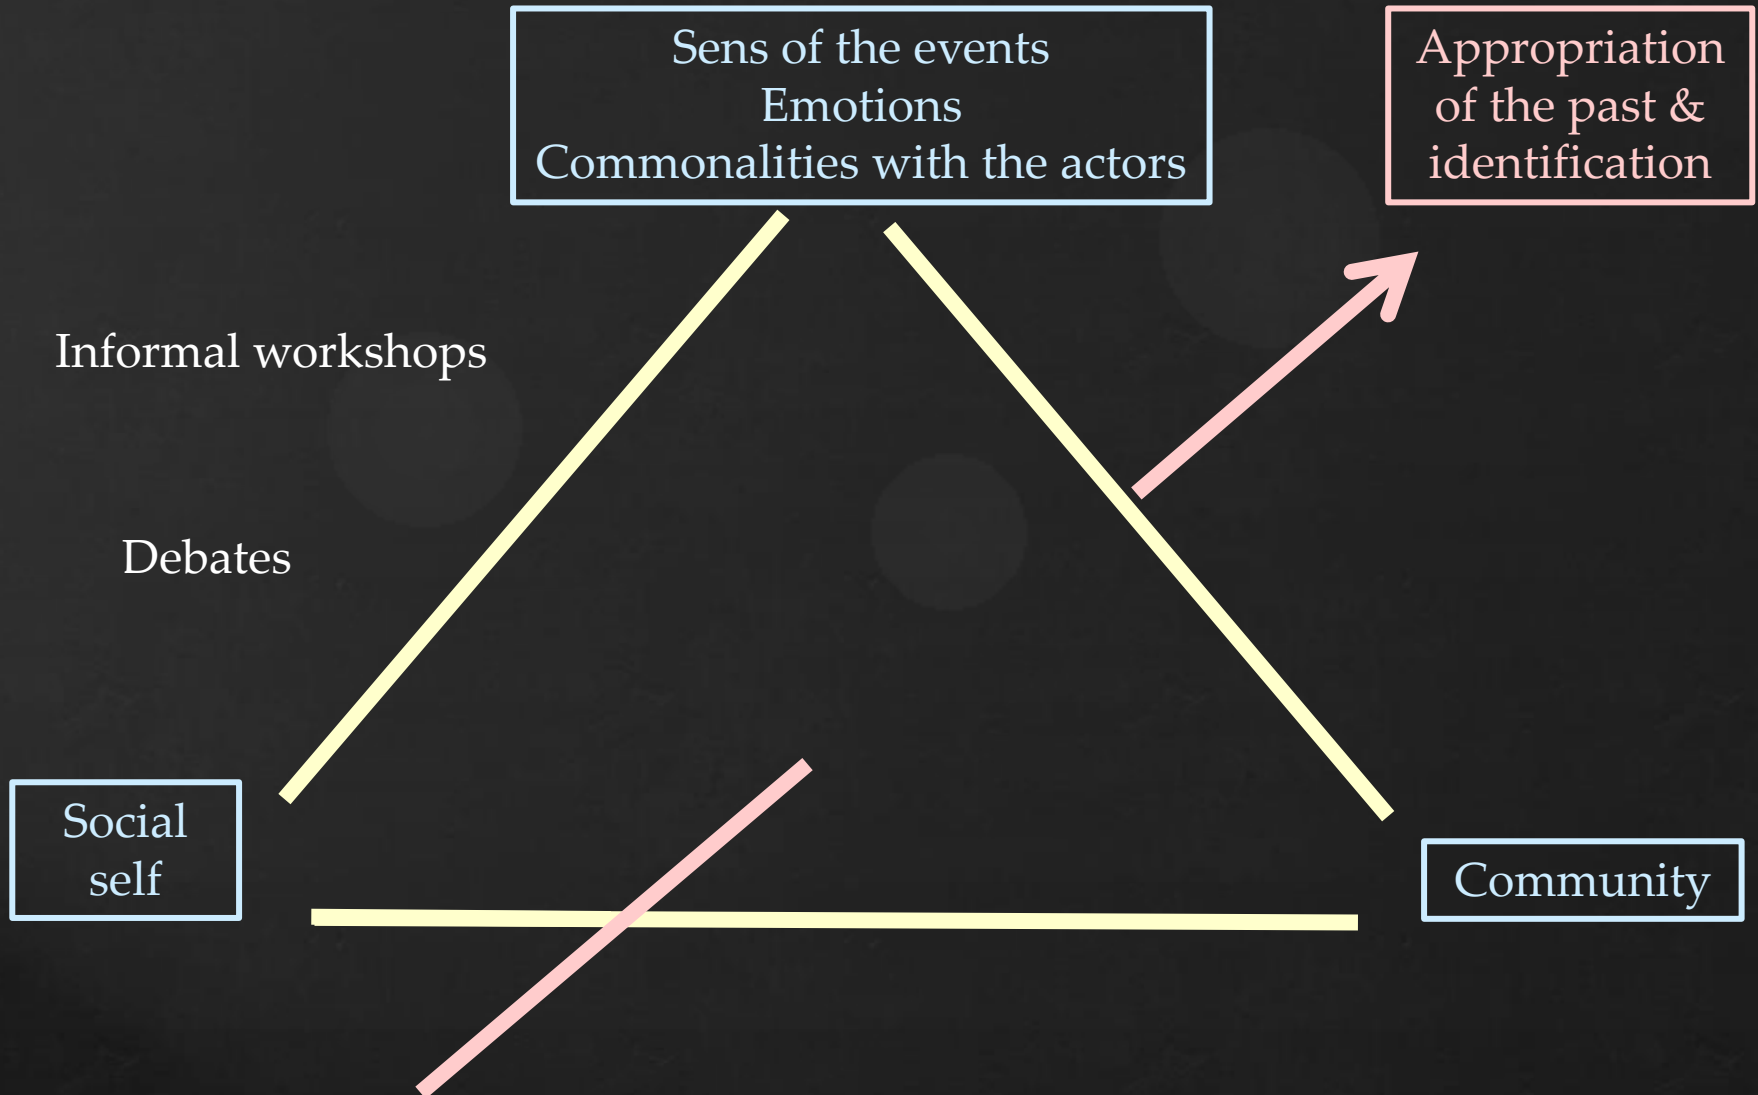 Sens of the events
Emotions
Commonalities with the actors
Appropriation
of the past &
identification
Informal workshops
Debates
Social
self
Community